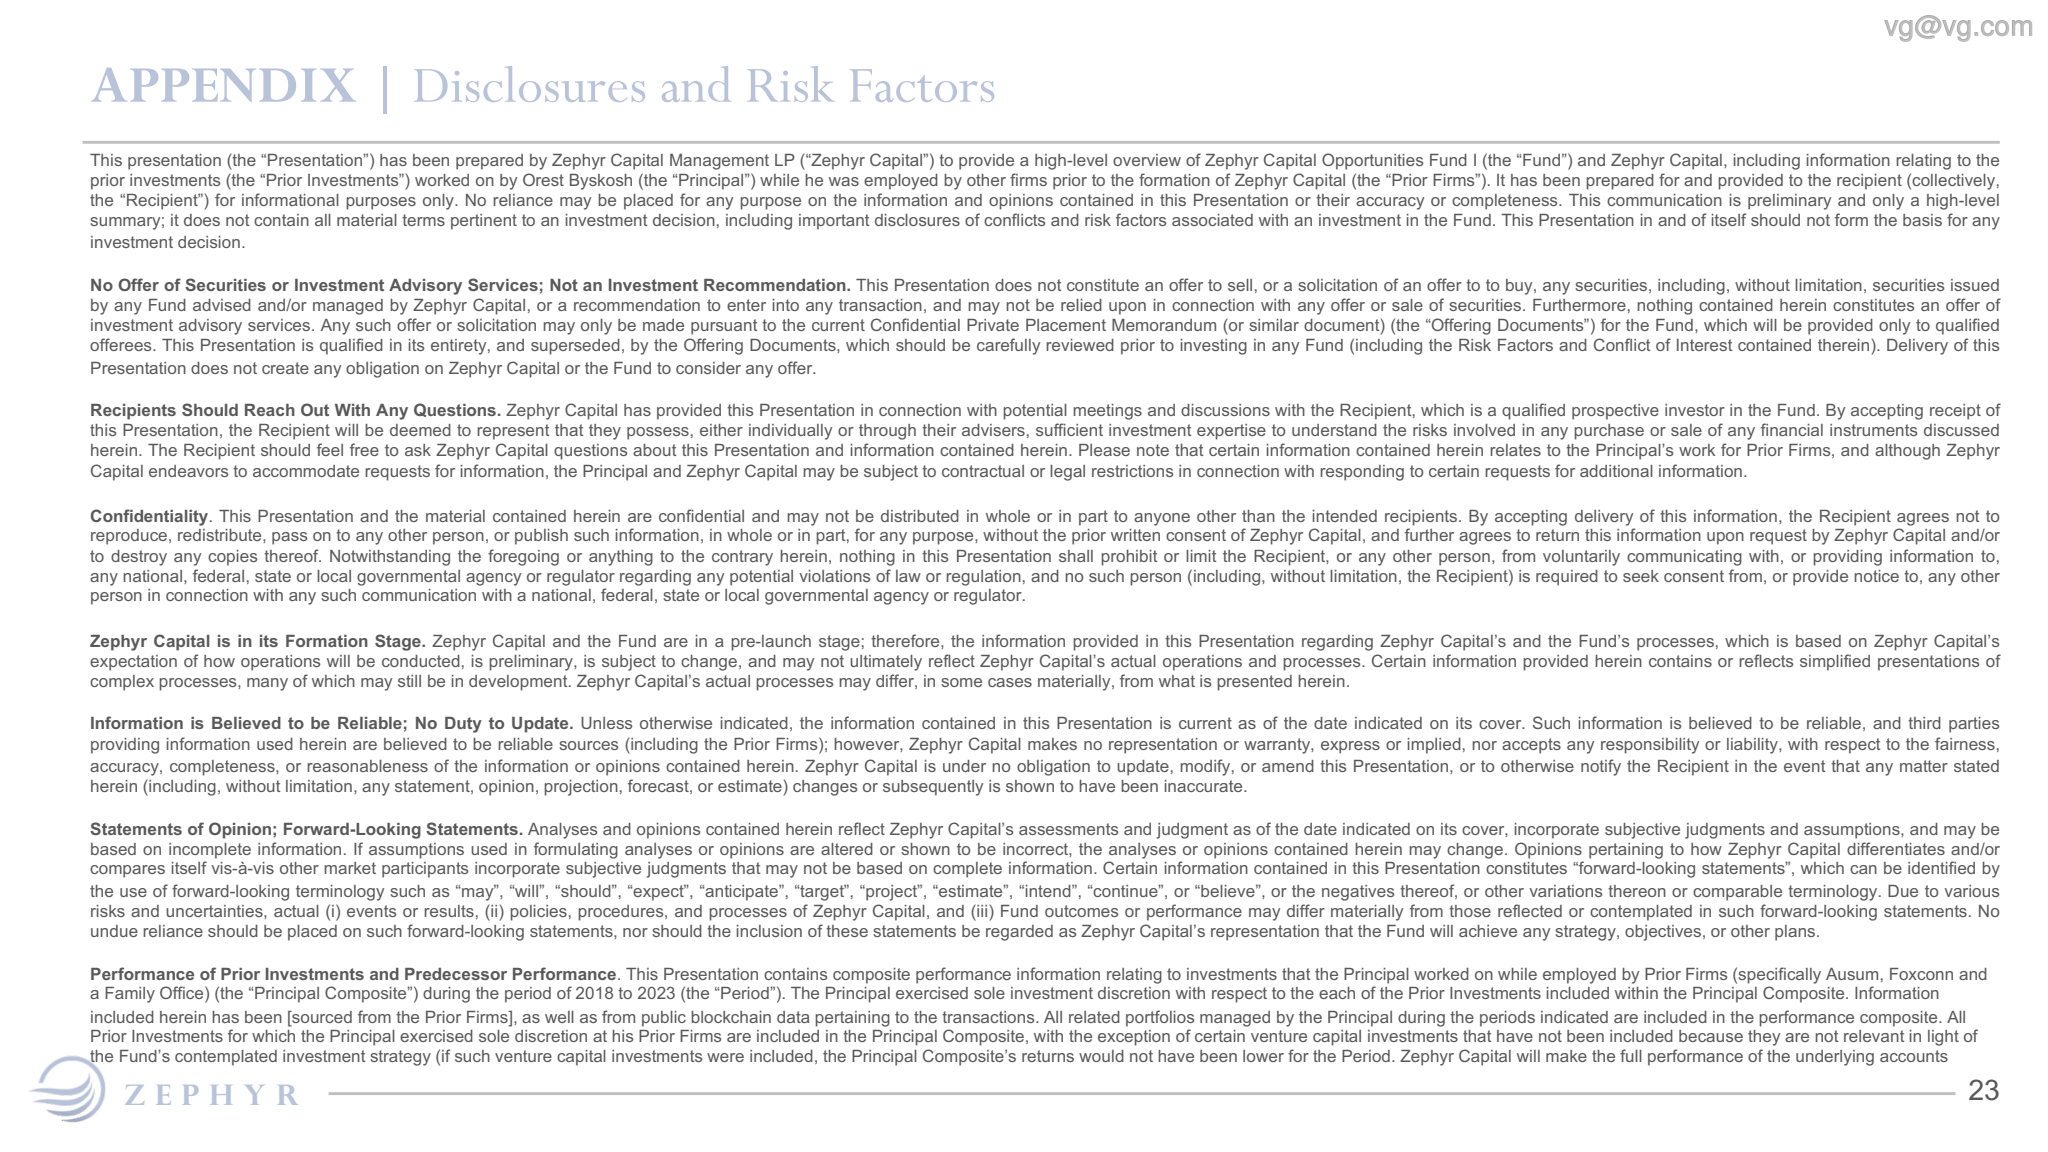 vg@vg.com
APPENDIX | Disclosures and Risk Factors
This presentation (the “Presentation”) has been prepared by Zephyr Capital Management LP (“Zephyr Capital”) to provide a high-level overview of Zephyr Capital Opportunities Fund I (the “Fund”) and Zephyr Capital, including information relating to the
prior investments (the “Prior Investments”) worked on by Orest Byskosh (the “Principal”) while he was employed by other firms prior to the formation of Zephyr Capital (the “Prior Firms”). It has been prepared for and provided to the recipient (collectively,
the “Recipient”) for informational purposes only. No reliance may be placed for any purpose on the information and opinions contained in this Presentation or their accuracy or completeness. This communication is preliminary and only a high-level
summary; it does not contain all material terms pertinent to an investment decision, including important disclosures of conflicts and risk factors associated with an investment in the Fund. This Presentation in and of itself should not form the basis for any
investment decision.
No Offer of Securities or Investment Advisory Services; Not an Investment Recommendation. This Presentation does not constitute an offer to sell, or a solicitation of an offer to to buy, any securities, including, without limitation, securities issued
by any Fund advised and/or managed by Zephyr Capital, or a recommendation to enter into any transaction, and may not be relied upon in connection with any offer or sale of securities. Furthermore, nothing contained herein constitutes an offer of
investment advisory services. Any such offer or solicitation may only be made pursuant to the current Confidential Private Placement Memorandum (or similar document) (the “Offering Documents”) for the Fund, which will be provided only to qualified
offerees. This Presentation is qualified in its entirety, and superseded, by the Offering Documents, which should be carefully reviewed prior to investing in any Fund (including the Risk Factors and Conflict of Interest contained therein). Delivery of this
Presentation does not create any obligation on Zephyr Capital or the Fund to consider any offer.
Recipients Should Reach Out With Any Questions. Zephyr Capital has provided this Presentation in connection with potential meetings and discussions with the Recipient, which is a qualified prospective investor in the Fund. By accepting receipt of
this Presentation, the Recipient will be deemed to represent that they possess, either individually or through their advisers, sufficient investment expertise to understand the risks involved in any purchase or sale of any financial instruments discussed
herein. The Recipient should feel free to ask Zephyr Capital questions about this Presentation and information contained herein. Please note that certain information contained herein relates to the Principal’s work for Prior Firms, and although Zephyr
Capital endeavors to accommodate requests for information, the Principal and Zephyr Capital may be subject to contractual or legal restrictions in connection with responding to certain requests for additional information.
Confidentiality. This Presentation and the material contained herein are confidential and may not be distributed in whole or in part to anyone other than the intended recipients. By accepting delivery of this information, the Recipient agrees not to
reproduce, redistribute, pass on to any other person, or publish such information, in whole or in part, for any purpose, without the prior written consent of Zephyr Capital, and further agrees to return this information upon request by Zephyr Capital and/or
to destroy any copies thereof. Notwithstanding the foregoing or anything to the contrary herein, nothing in this Presentation shall prohibit or limit the Recipient, or any other person, from voluntarily communicating with, or providing information to,
any national, federal, state or local governmental agency or regulator regarding any potential violations of law or regulation, and no such person (including, without limitation, the Recipient) is required to seek consent from, or provide notice to, any other
person in connection with any such communication with a national, federal, state or local governmental agency or regulator.
Zephyr Capital is in its Formation Stage. Zephyr Capital and the Fund are in a pre-launch stage; therefore, the information provided in this Presentation regarding Zephyr Capital’s and the Fund’s processes, which is based on Zephyr Capital’s
expectation of how operations will be conducted, is preliminary, is subject to change, and may not ultimately reflect Zephyr Capital’s actual operations and processes. Certain information provided herein contains or reflects simplified presentations of
complex processes, many of which may still be in development. Zephyr Capital’s actual processes may differ, in some cases materially, from what is presented herein.
Information is Believed to be Reliable; No Duty to Update. Unless otherwise indicated, the information contained in this Presentation is current as of the date indicated on its cover. Such information is believed to be reliable, and third parties
providing information used herein are believed to be reliable sources (including the Prior Firms); however, Zephyr Capital makes no representation or warranty, express or implied, nor accepts any responsibility or liability, with respect to the fairness,
accuracy, completeness, or reasonableness of the information or opinions contained herein. Zephyr Capital is under no obligation to update, modify, or amend this Presentation, or to otherwise notify the Recipient in the event that any matter stated
herein (including, without limitation, any statement, opinion, projection, forecast, or estimate) changes or subsequently is shown to have been inaccurate.
Statements of Opinion; Forward-Looking Statements. Analyses and opinions contained herein reflect Zephyr Capital’s assessments and judgment as of the date indicated on its cover, incorporate subjective judgments and assumptions, and may be
based on incomplete information. If assumptions used in formulating analyses or opinions are altered or shown to be incorrect, the analyses or opinions contained herein may change. Opinions pertaining to how Zephyr Capital differentiates and/or
compares itself vis-à-vis other market participants incorporate subjective judgments that may not be based on complete information. Certain information contained in this Presentation constitutes “forward-looking statements”, which can be identified by
the use of forward-looking terminology such as “may”, “will”, “should”, “expect”, “anticipate”, “target”, “project”, “estimate”, “intend”, “continue”, or “believe”, or the negatives thereof, or other variations thereon or comparable terminology. Due to various
risks and uncertainties, actual (i) events or results, (ii) policies, procedures, and processes of Zephyr Capital, and (iii) Fund outcomes or performance may differ materially from those reflected or contemplated in such forward-looking statements. No
undue reliance should be placed on such forward-looking statements, nor should the inclusion of these statements be regarded as Zephyr Capital’s representation that the Fund will achieve any strategy, objectives, or other plans.
Performance of Prior Investments and Predecessor Performance. This Presentation contains composite performance information relating to investments that the Principal worked on while employed by Prior Firms (specifically Ausum, Foxconn and
a Family Office) (the “Principal Composite”) during the period of 2018 to 2023 (the “Period”). The Principal exercised sole investment discretion with respect to the each of the Prior Investments included within the Principal Composite. Information
included herein has been [sourced from the Prior Firms], as well as from public blockchain data pertaining to the transactions. All related portfolios managed by the Principal during the periods indicated are included in the performance composite. All
Prior Investments for which the Principal exercised sole discretion at his Prior Firms are included in the Principal Composite, with the exception of certain venture capital investments that have not been included because they are not relevant in light of
the Fund’s contemplated investment strategy (if such venture capital investments were included, the Principal Composite’s returns would not have been lower for the Period. Zephyr Capital will make the full performance of the underlying accounts
ZEPHYR
23